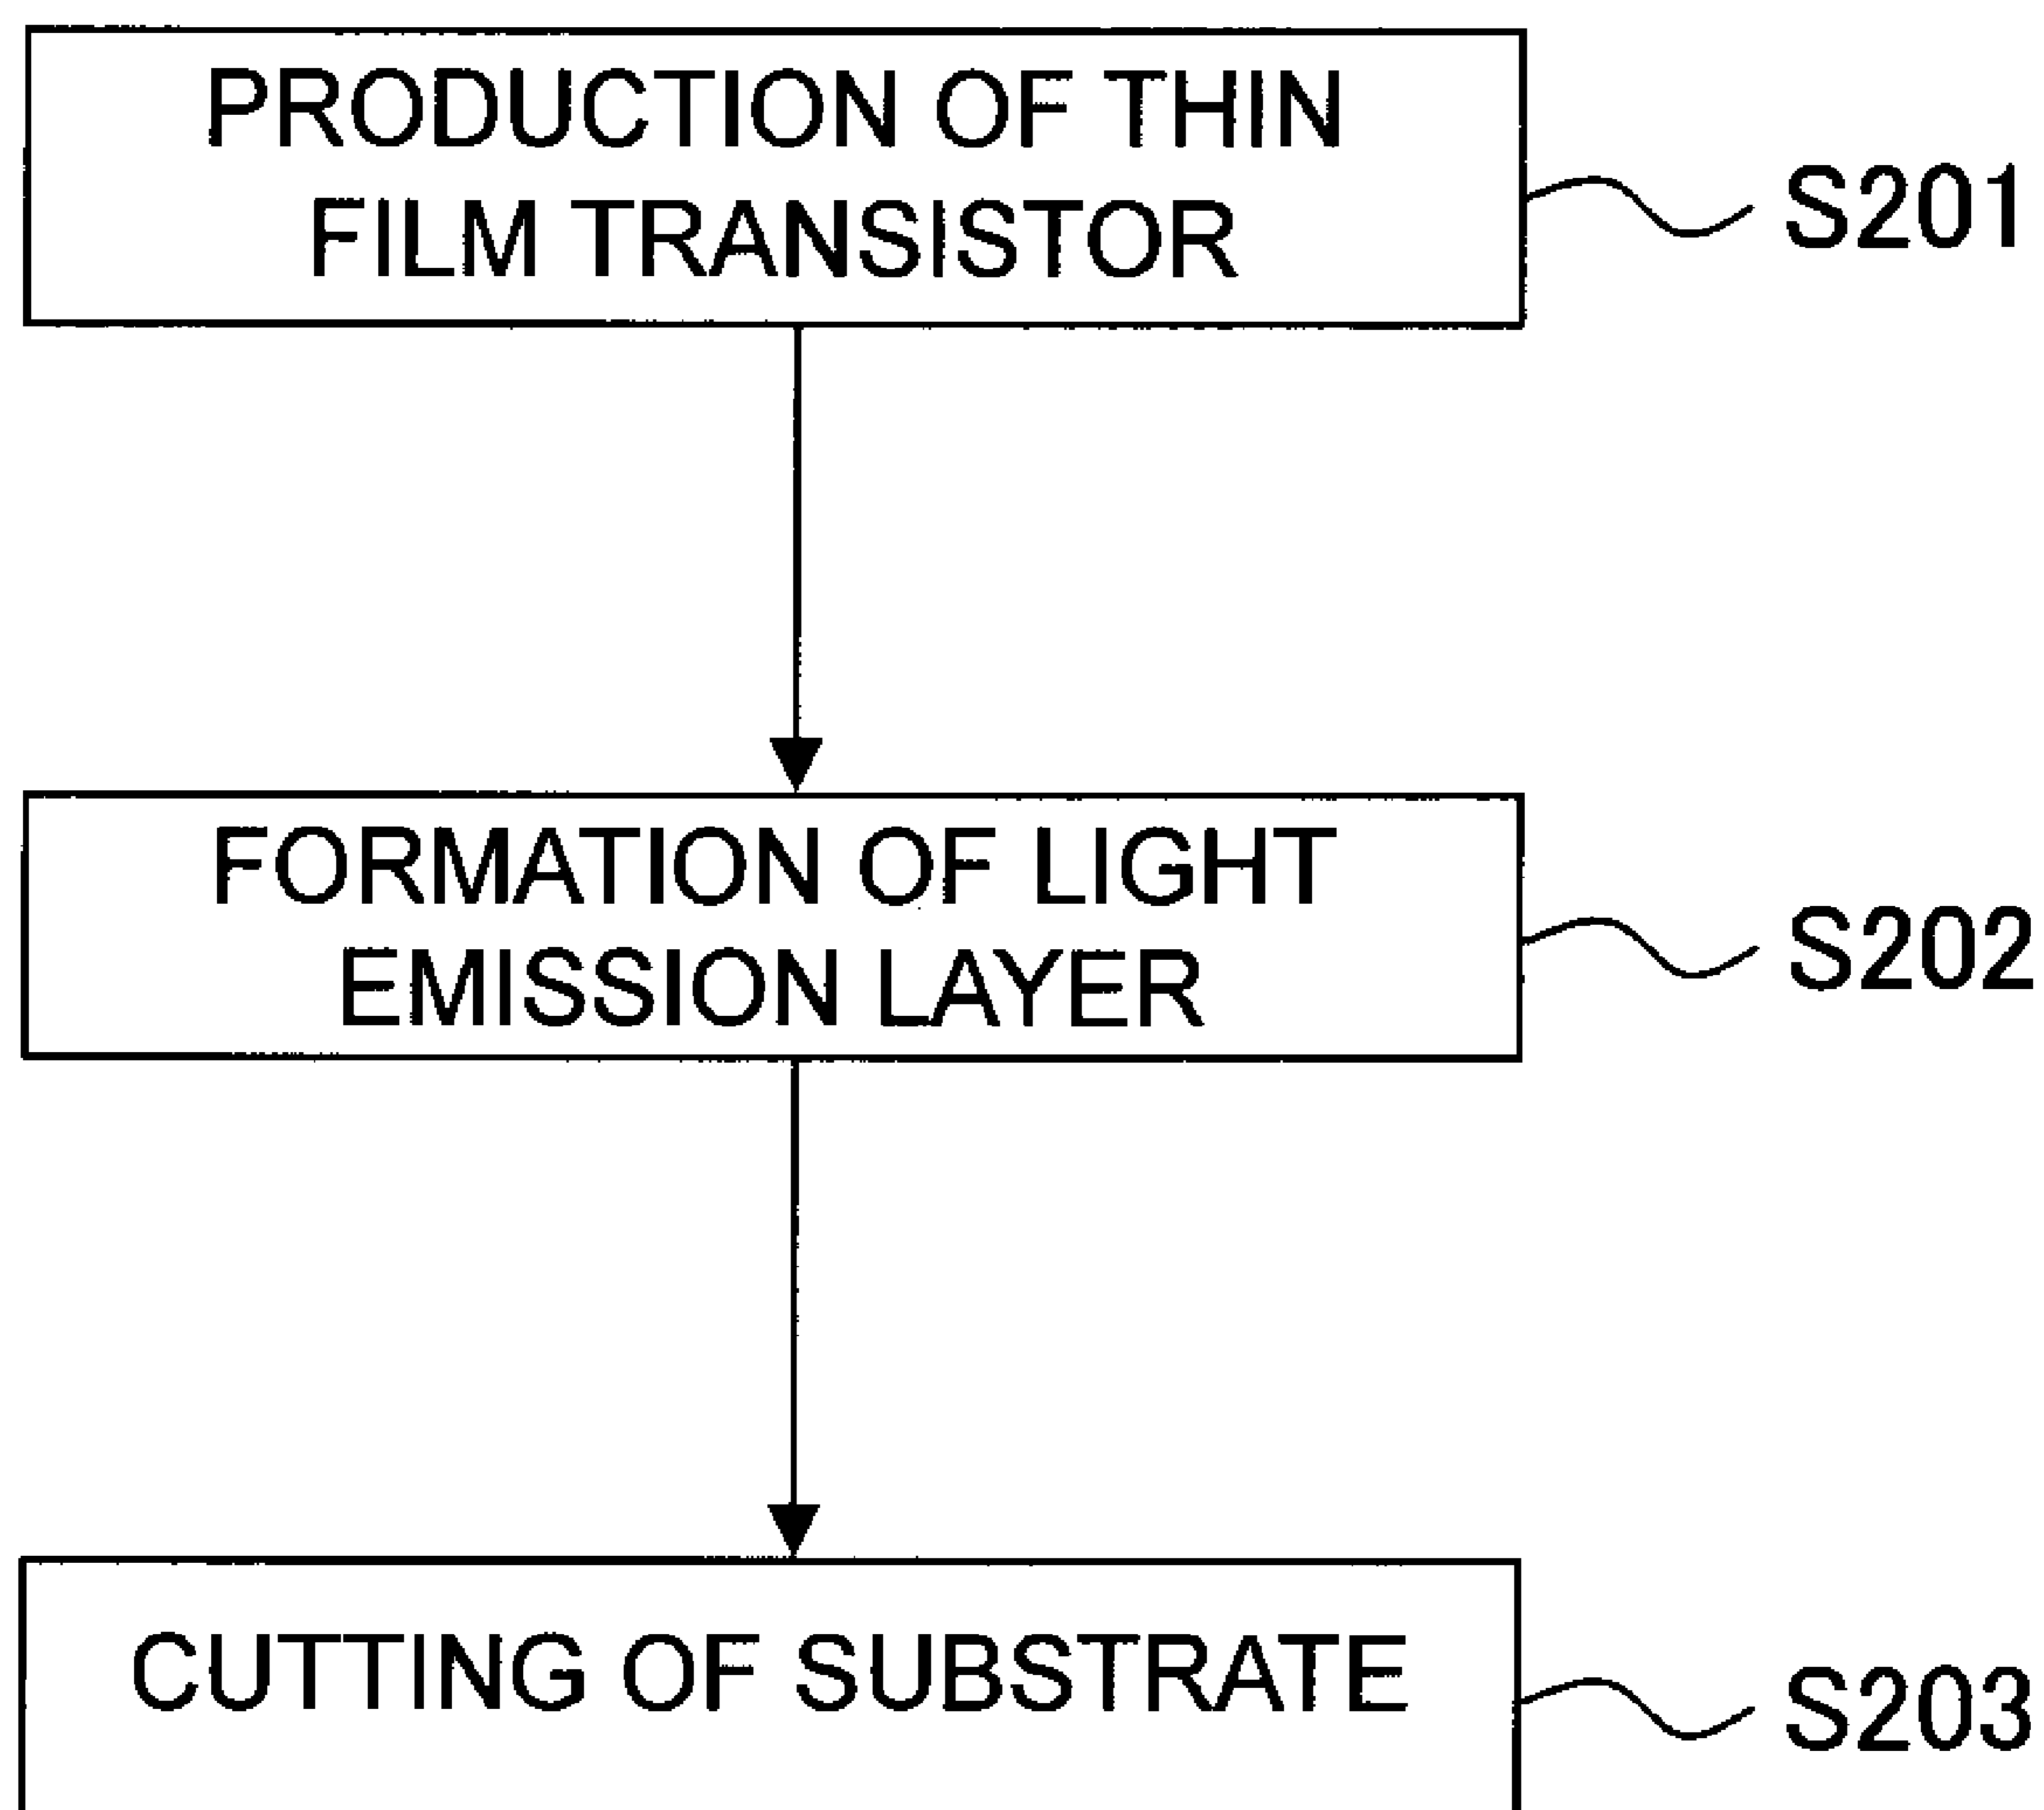 PRODUCTION OF THIN
FILM TRANSISTOR
S201
FORMATION OF LIGHT
EMISSION LAYER
S202
CUTTING OF SUBSTRATE
S203